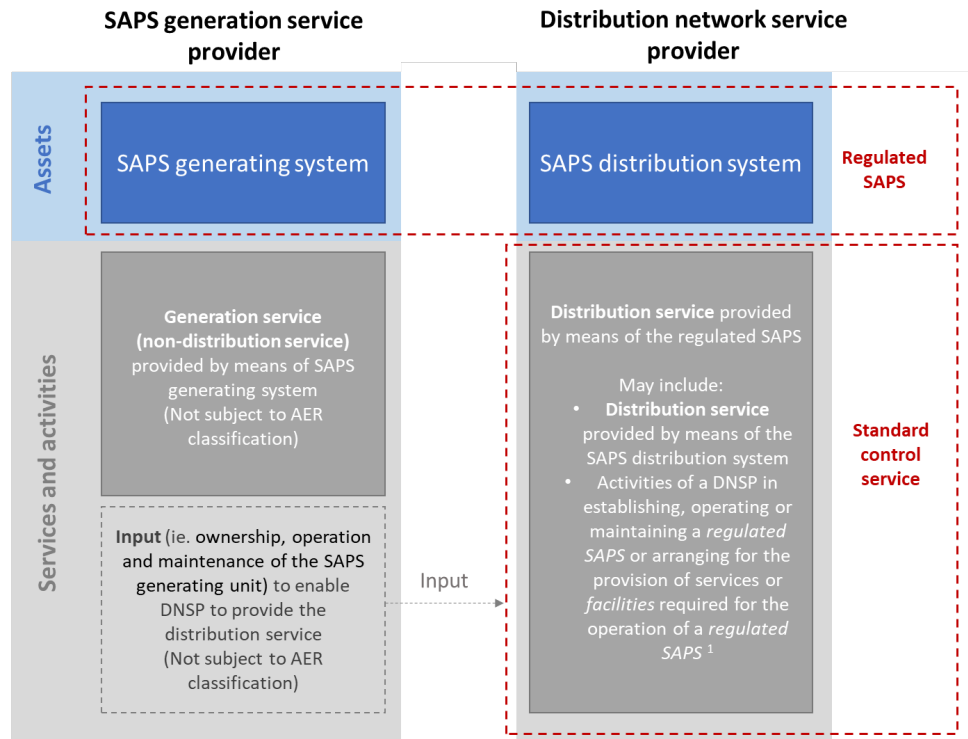 SAPS generation service
provider
Distribution network service
provider
Assets
SAPS generating system
SAPS distribution system
Regulated
SAPS
Services and activities
Generation service
(non-distribution service)
provided by means of SAPS
generating system
(Not subject to AER
classification)
Input (ie. ownership, operation
and maintenance of the SAPS
generating unit) to enable
DNSP to provide the
distribution service
(Not subject to AER
classification)
Input
Distribution service provided
by means of the regulated SAPS
May include:
• Distribution service
provided by means of the
SAPS distribution system
• Activities of a DNSP in
establishing, operating or
maintaining a regulated
SAPS or arranging for the
provision of services or
facilities required for the
operation of a regulated
SAPS 1
Standard
control
service